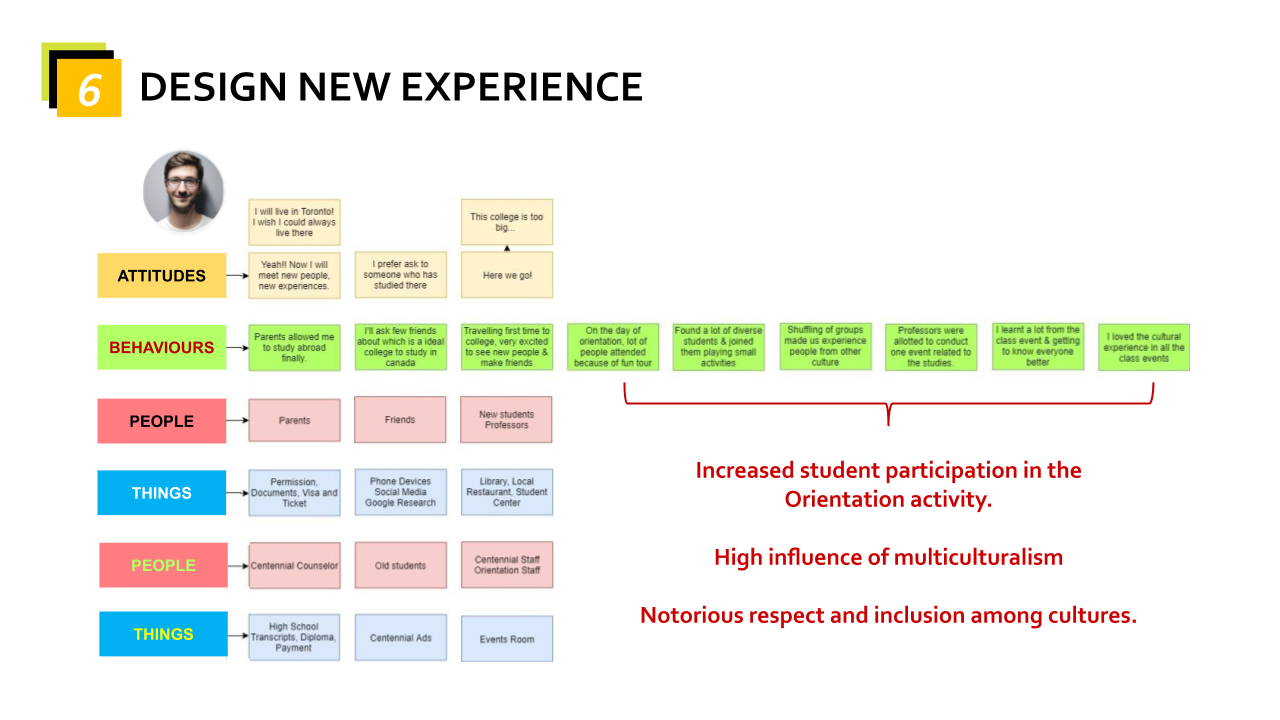 6
DESIGN NEW EXPERIENCE
I will live in Toronto!
I wish I could always
live there
This college is too
big...
ATTITUDES
Yeah!! Now I will
meet new people,
new experiences.
I prefer ask to
someone who has
studied there
Here we go!
BEHAVIOURS
Parents allowed me
to study abroad
finally.
I'll ask few friends
about which is a ideal
college to study in
canada
Travelling first time to
college, very excited
to see new people &
make friends
On the day of
orientation, lot of
people attended
because of fun tour
Found a lot of diverse
students & joined
them playing small
activities
Shuffling of groups
made us experience
people from other
culture
Professors were
allotted to conduct
one event related to
the studies.
I learnt a lot from the
class event & getting
to know everyone
better
I loved the cultural
experience in all the
class events
PEOPLE
Parents
Friends
New students
Professors
THINGS
Permission,
Documents, Visa and
Ticket
Phone Devices
Social Media
Google Research
Library, Local
Restaurant, Student
Center
PEOPLE
Centennial Counselor
Old students
Centennial Staff
Orientation Staff
THINGS
High School
Transcripts, Diploma,
Payment
Centennial Ads
Events Room
Increased student participation in the
Orientation activity.
High influence of multiculturalism
Notorious respect and inclusion among cultures.